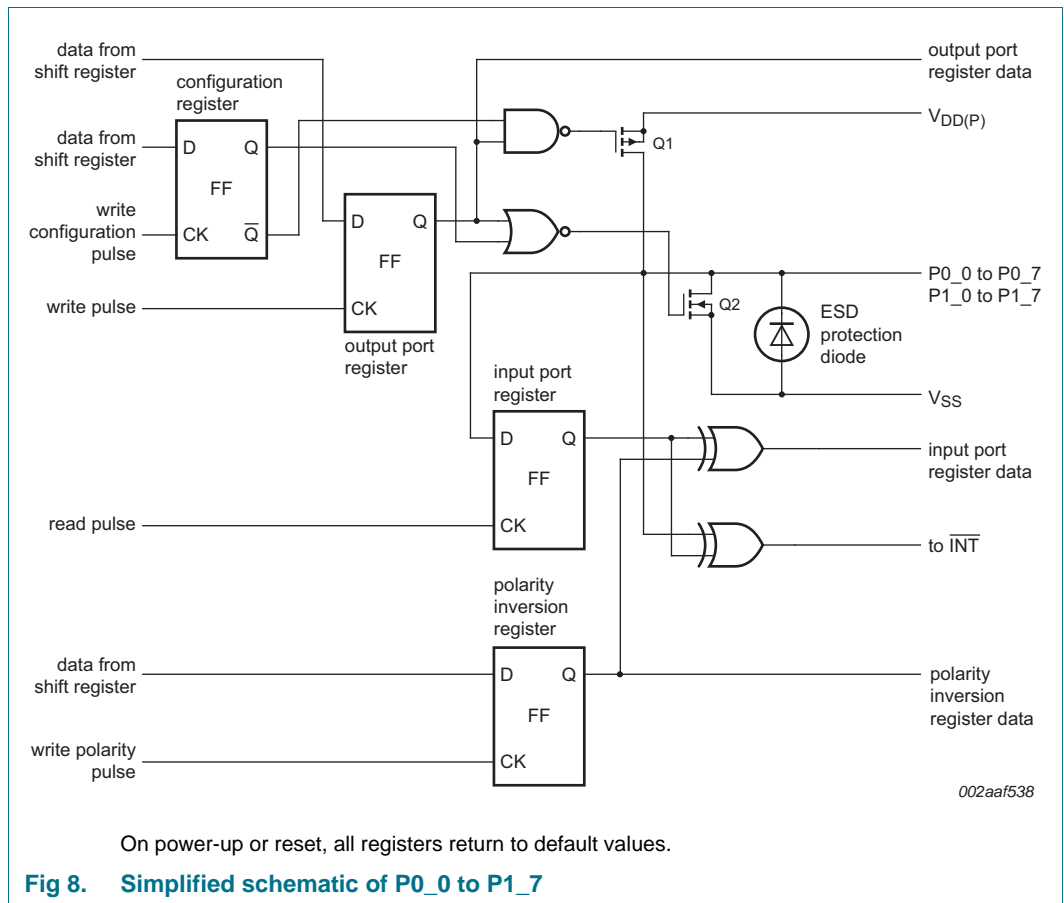 data from
shift register
output port
register data
configuration
register
V_DD(P)
Q1
data from
shift register
D
Q
FF
write
configuration
pulse
CK
Q̅
D
Q
FF
CK
write pulse
output port
register
P0_0 to P0_7
P1_0 to P1_7
Q2
ESD
protection
diode
V_SS
input port
register
D
Q
FF
CK
input port
register data
read pulse
to I̅N̅T̅
polarity
inversion
register
data from
shift register
D
Q
FF
CK
polarity
inversion
register data
write polarity
pulse
002aaf538
On power-up or reset, all registers return to default values.
Fig 8. Simplified schematic of P0_0 to P1_7